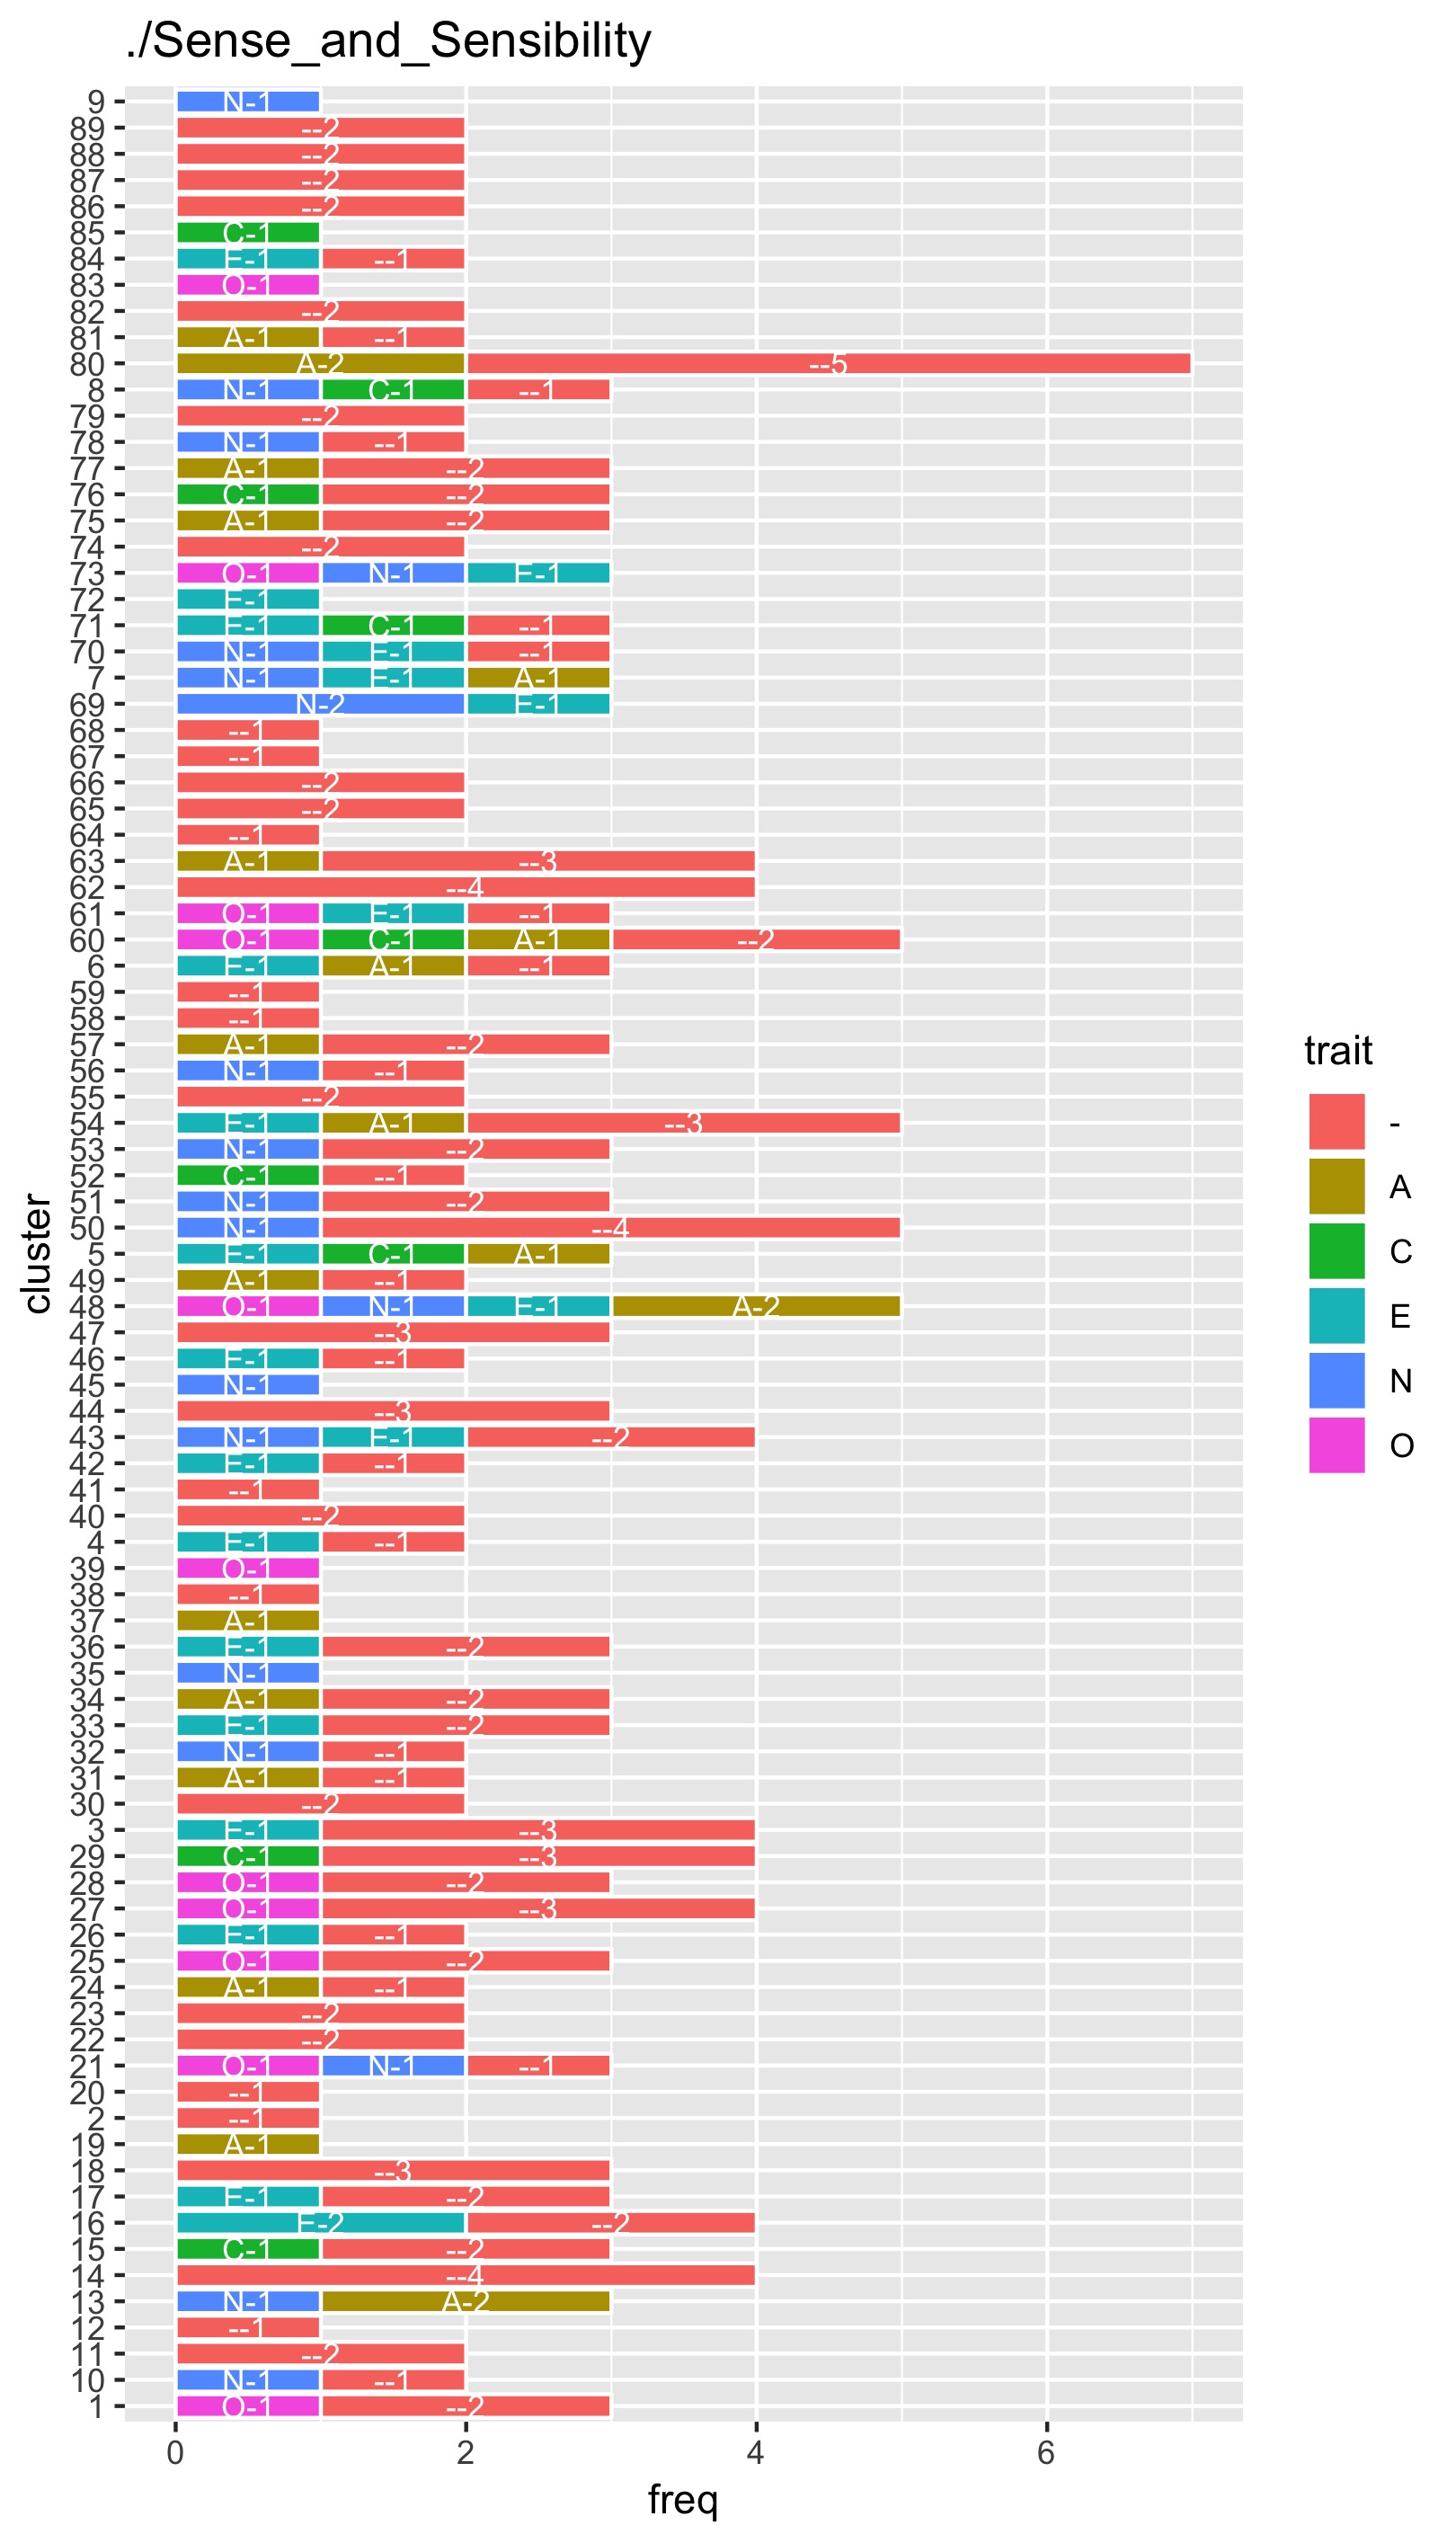 ./Sense_and_Sensibility
9 N-1
89 --2
88 --2
87 --2
86 --2
85 C-1
84 E-1 --1
83 O-1
82 --2
81 A-1 --1
80 A-2 --5
8 N-1 C-1 --1
79 --2
78 N-1 --1
77 A-1 --2
76 C-1 --2
75 A-1 --2
74 --2
73 O-1 N-1 E-1
72 E-1
71 E-1 C-1 --1
70 N-1 E-1 --1
7 N-1 E-1 A-1
69 N-2 E-1
68 --1
67 --1
66 --2
65 --2
64 --1
63 A-1 --3
62 --4
61 O-1 E-1 --1
60 O-1 C-1 A-1 --2
6 E-1 A-1 --1
59 --1
58 --1
57 A-1 --2
56 N-1 --1
55 --2
54 E-1 A-1 --3
53 N-1 --2
52 C-1 --1
51 N-1 --2
50 N-1 --4
5 E-1 C-1 A-1
49 A-1 --1
48 O-1 N-1 E-1 A-2
47 --3
46 E-1 --1
45 N-1
44 --3
43 N-1 E-1 --2
42 E-1 --1
41 --1
40 --2
4 E-1 --1
39 O-1
38 --1
37 A-1
36 E-1 --2
35 N-1
34 A-1 --2
33 E-1 --2
32 N-1 --1
31 A-1 --1
30 --2
3 E-1 --3
29 C-1 --3
28 O-1 --2
27 O-1 --3
26 E-1 --1
25 O-1 --2
24 A-1 --1
23 --2
22 --2
21 O-1 N-1 --1
20 --1
2 --1
19 A-1
18 --3
17 E-1 --2
16 E-2 --2
15 C-1 --2
14 --4
13 N-1 A-2
12 --1
11 --2
10 N-1 --1
1 O-1 --2
0 2 4 6
freq
cluster
trait
-
A
C
E
N
O